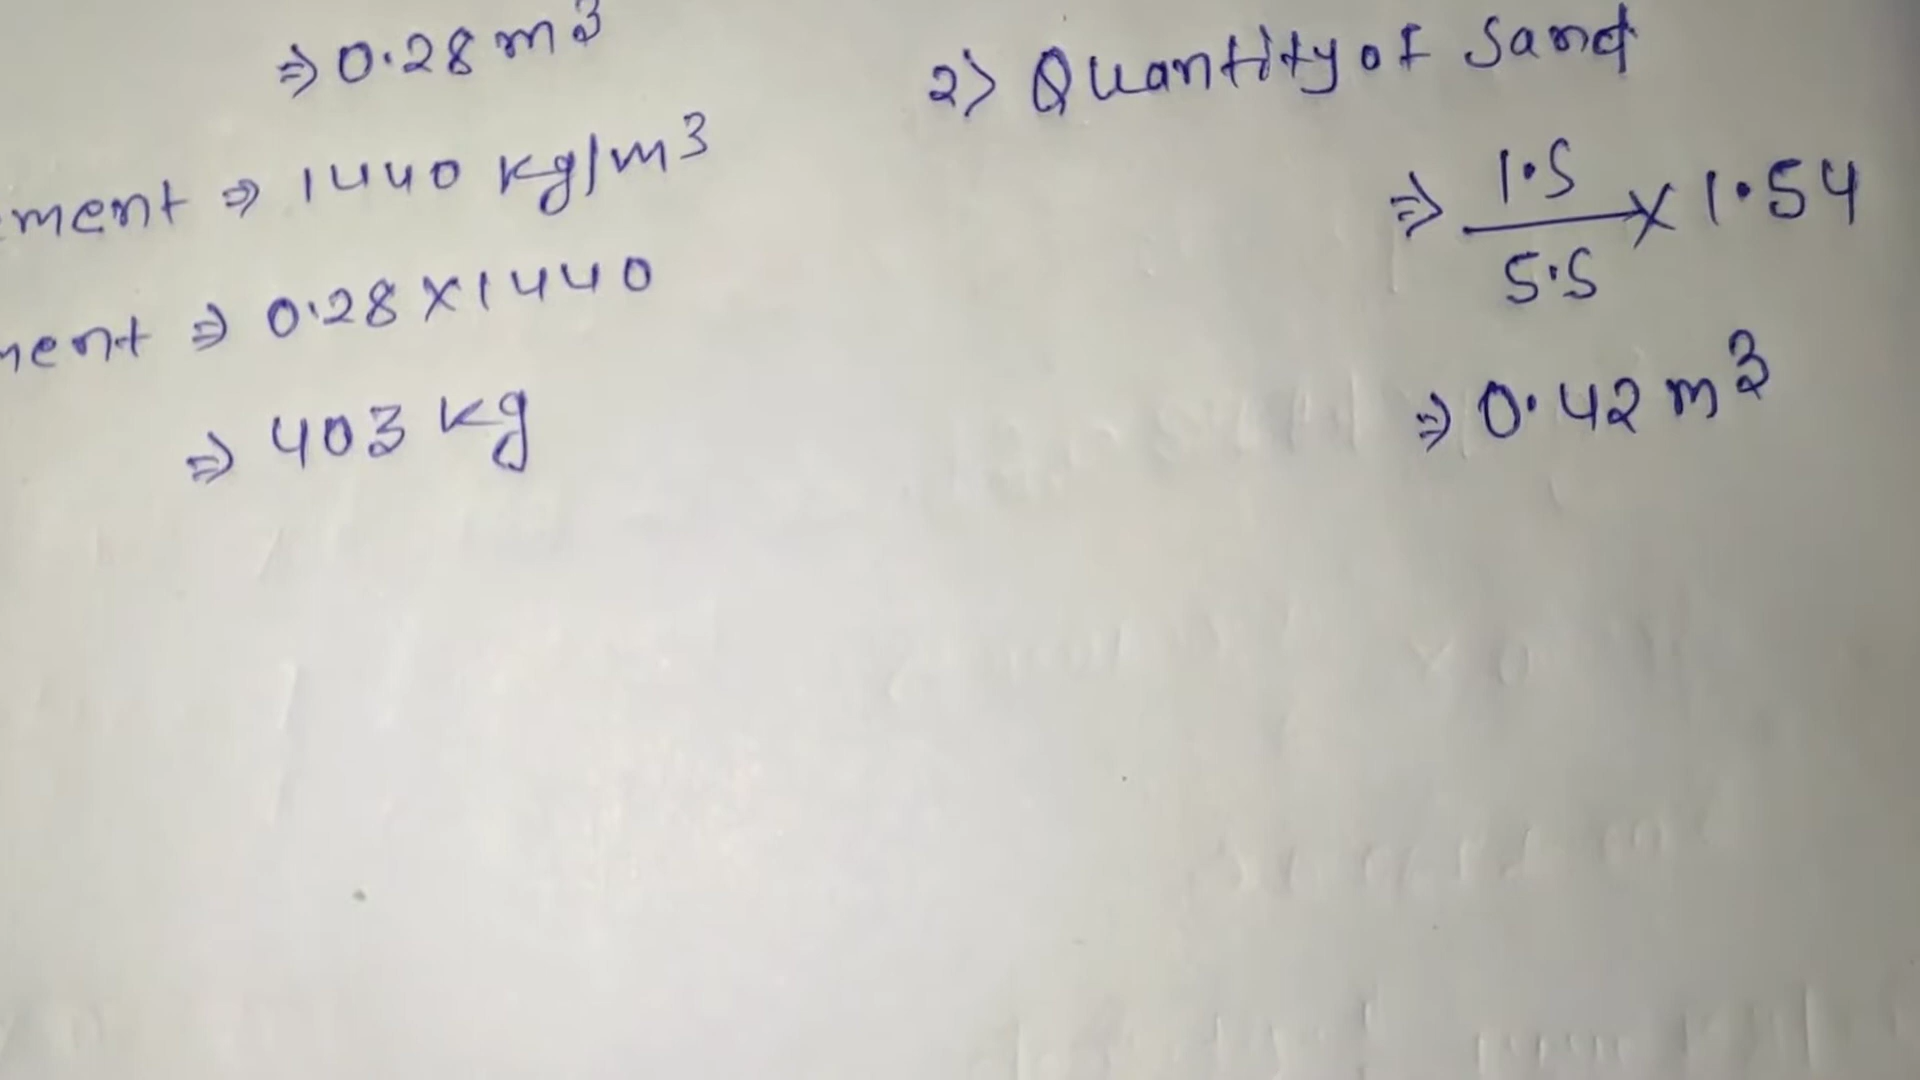 ⇒ 0.28 m³
ment ⇒ 1440 kg/m³
ment ⇒ 0.28 × 1440
⇒ 403 kg
2) Quantity of Sand
⇒ 1.5
5.5 × 1.54
⇒ 0.42 m³